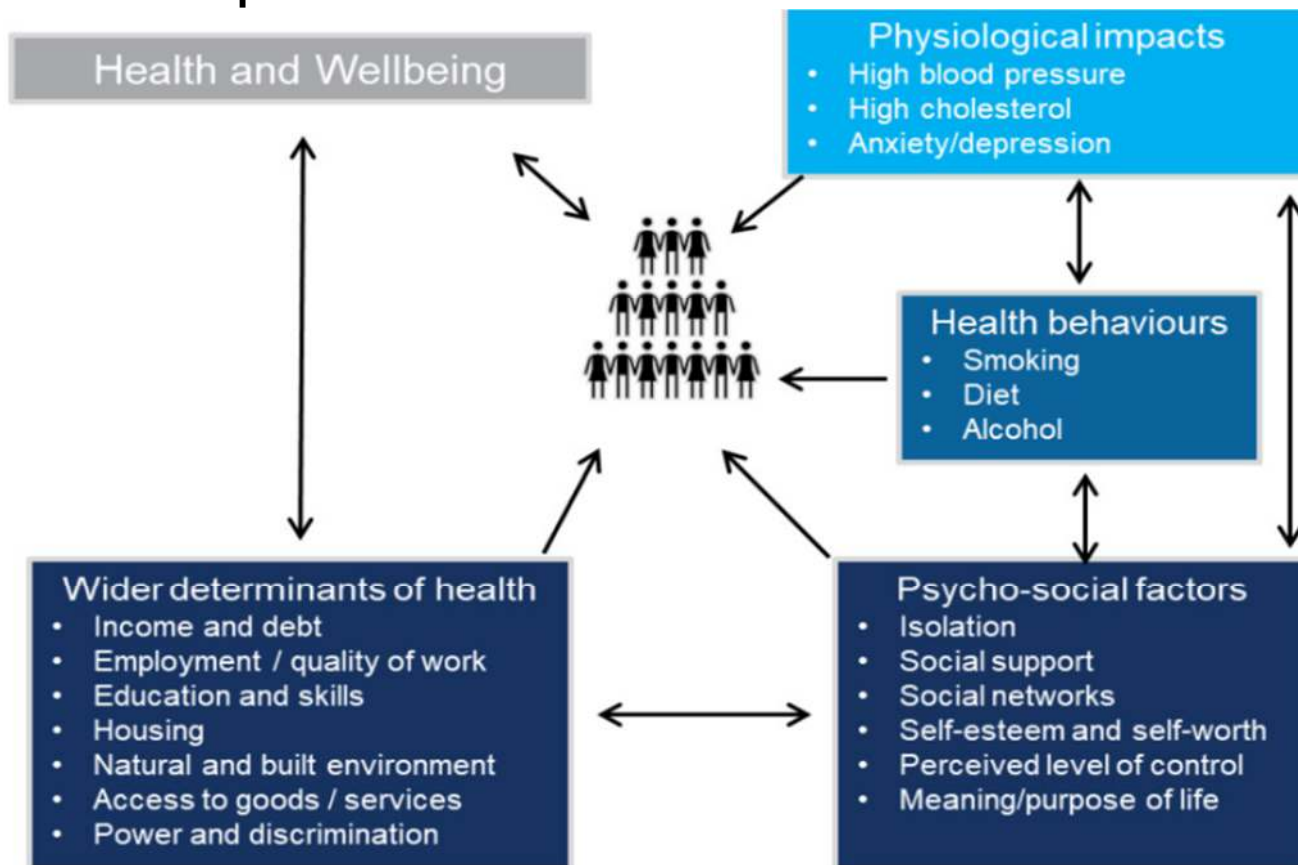 Health and Wellbeing
Physiological impacts
• High blood pressure
• High cholesterol
• Anxiety/depression
Health behaviours
• Smoking
• Diet
• Alcohol
Wider determinants of health
• Income and debt
• Employment / quality of work
• Education and skills
• Housing
• Natural and built environment
• Access to goods / services
• Power and discrimination
Psycho-social factors
• Isolation
• Social support
• Social networks
• Self-esteem and self-worth
• Perceived level of control
• Meaning/purpose of life